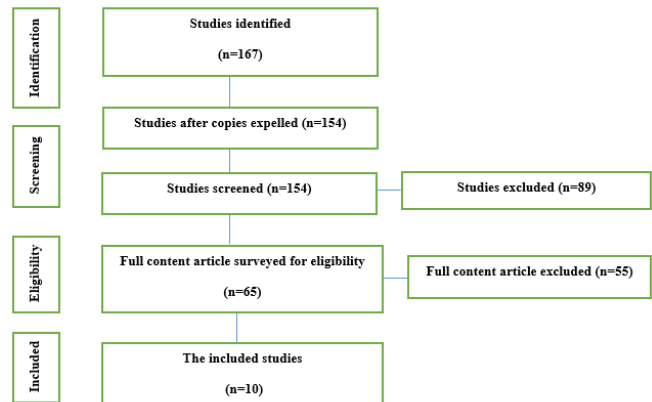 Identification
Studies identified
(n=167)
Studies after copies expelled (n=154)
Screening
Studies screened (n=154)
Studies excluded (n=89)
Eligibility
Full content article surveyed for eligibility
(n=65)
Full content article excluded (n=55)
Included
The included studies
(n=10)